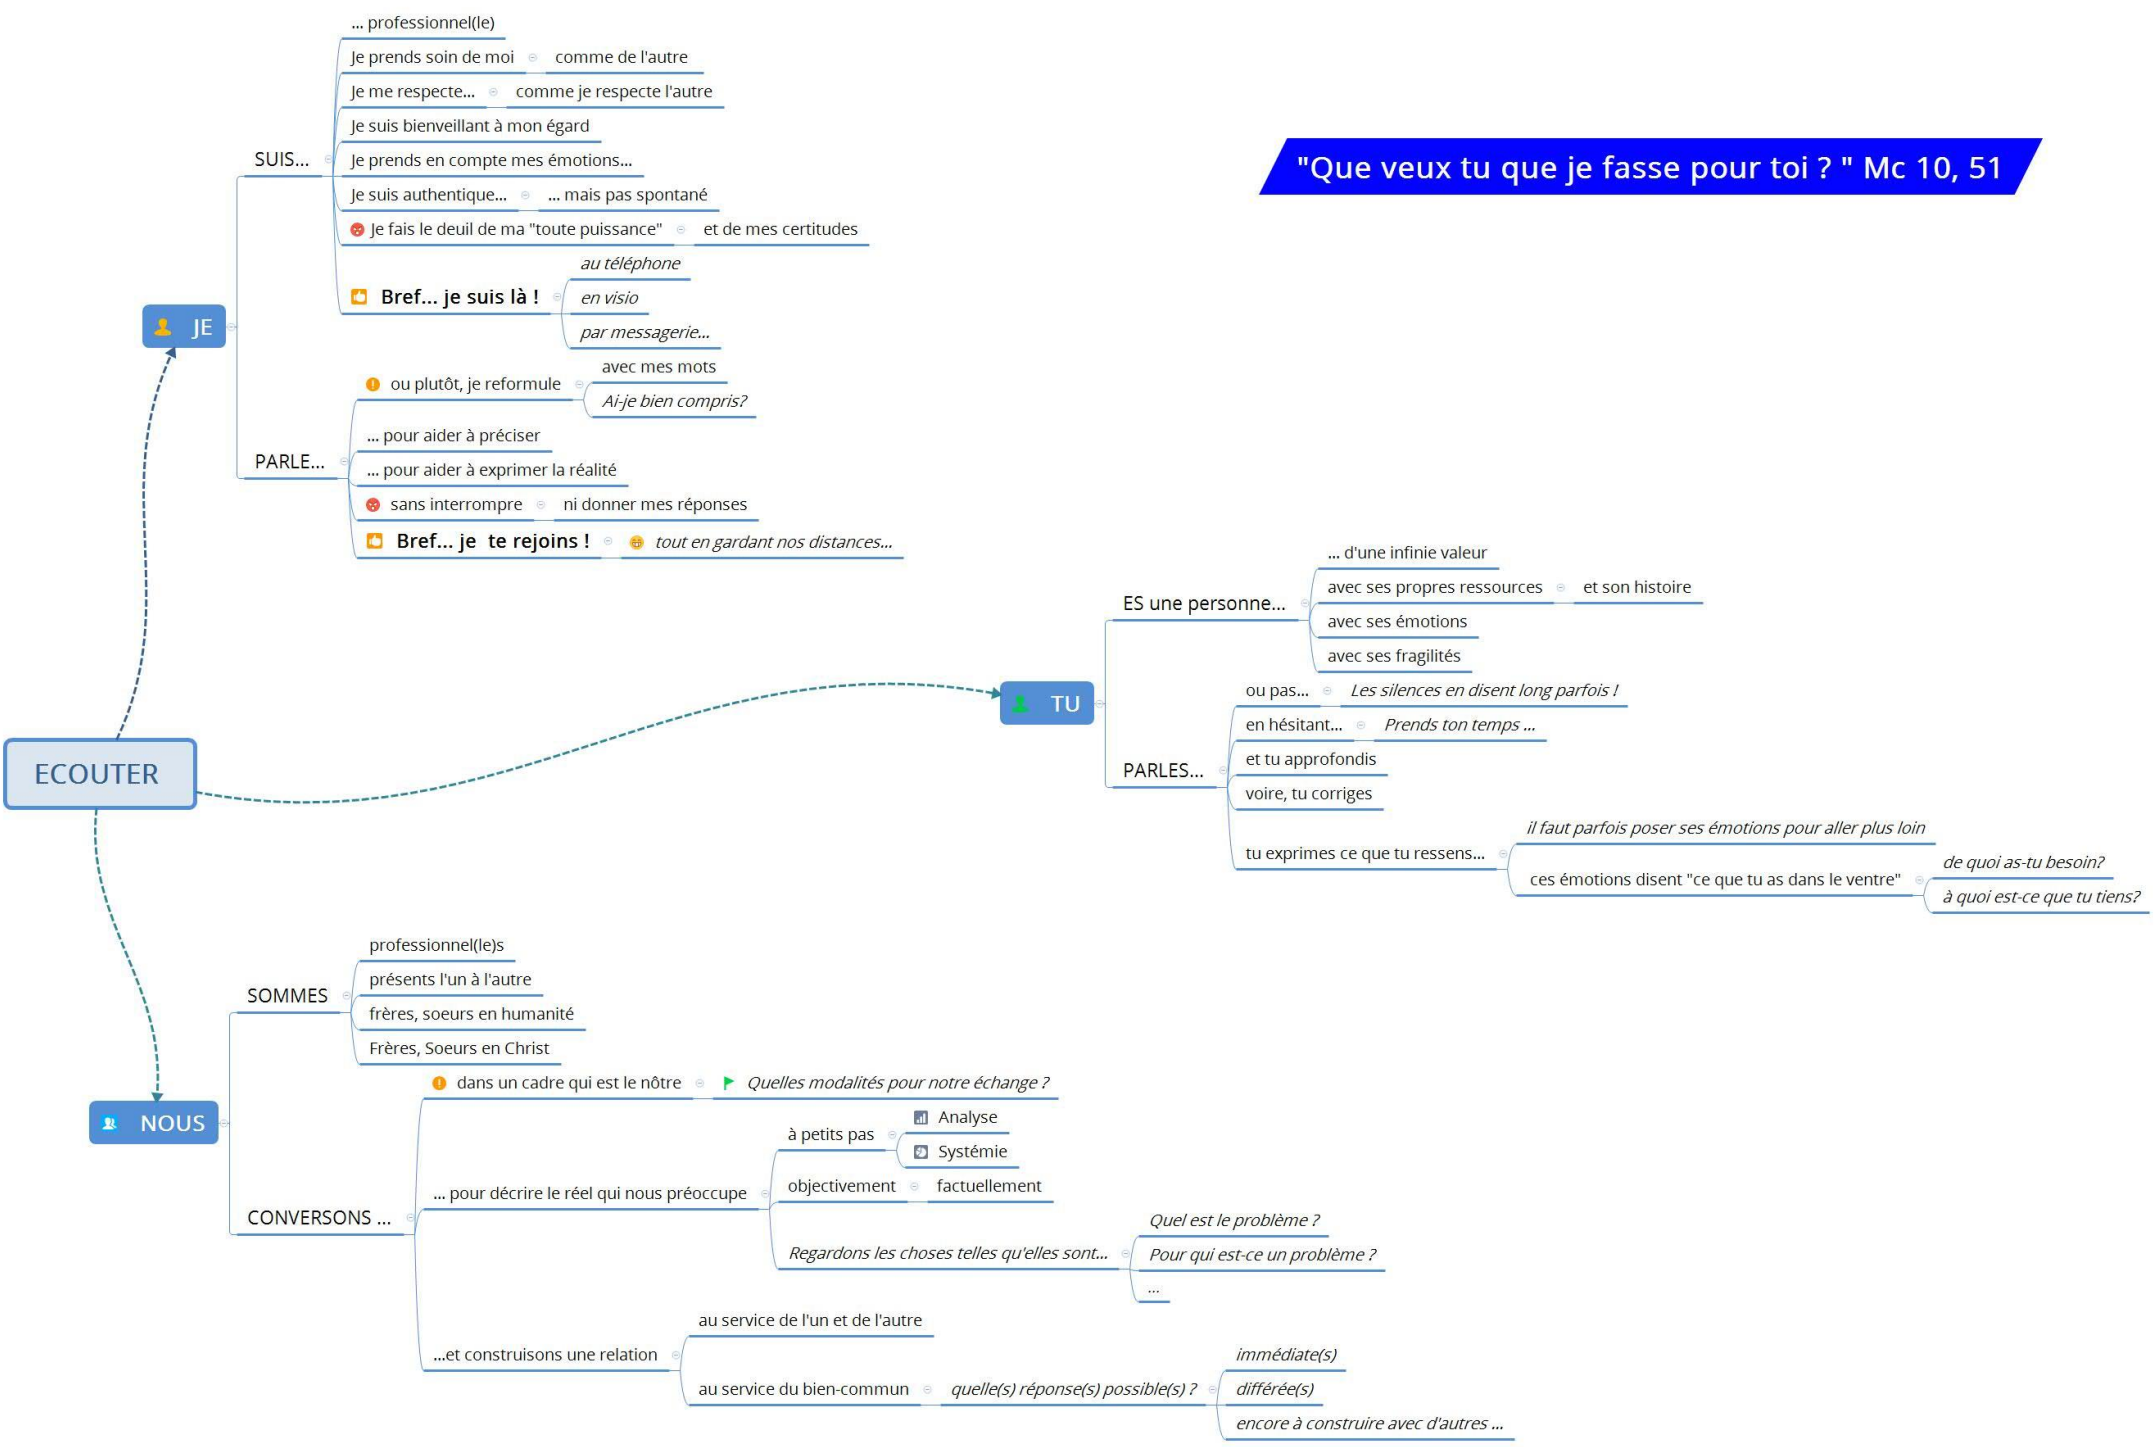 "Que veux tu que je fasse pour toi ? " Mc 10, 51
ECOUTER
JE
SUIS...
... professionnel(le)
Je prends soin de moi
comme de l'autre
Je me respecte...
comme je respecte l'autre
Je suis bienveillant à mon égard
Je prends en compte mes émotions...
Je suis authentique...
... mais pas spontané
Je fais le deuil de ma "toute puissance"
et de mes certitudes
Bref... je suis là !
au téléphone
en visio
par messagerie...
PARLE...
ou plutôt, je reformule
avec mes mots
Ai-je bien compris?
... pour aider à préciser
... pour aider à exprimer la réalité
sans interrompre
ni donner mes réponses
Bref... je  te rejoins !
tout en gardant nos distances...
TU
ES une personne...
... d'une infinie valeur
avec ses propres ressources
et son histoire
avec ses émotions
avec ses fragilités
PARLES...
ou pas...
Les silences en disent long parfois !
en hésitant...
Prends ton temps ...
et tu approfondis
voire, tu corriges
tu exprimes ce que tu ressens...
il faut parfois poser ses émotions pour aller plus loin
ces émotions disent "ce que tu as dans le ventre"
de quoi as-tu besoin?
à quoi est-ce que tu tiens?
NOUS
SOMMES
professionnel(le)s
présents l'un à l'autre
frères, soeurs en humanité
Frères, Soeurs en Christ
CONVERSONS ...
dans un cadre qui est le nôtre
Quelles modalités pour notre échange ?
... pour décrire le réel qui nous préoccupe
à petits pas
Analyse
Systémie
objectivement
factuellement
Regardons les choses telles qu'elles sont...
Quel est le problème ?
Pour qui est-ce un problème ?
...
...et construisons une relation
au service de l'un et de l'autre
au service du bien-commun
quelle(s) réponse(s) possible(s) ?
immédiate(s)
différée(s)
encore à construire avec d'autres ...